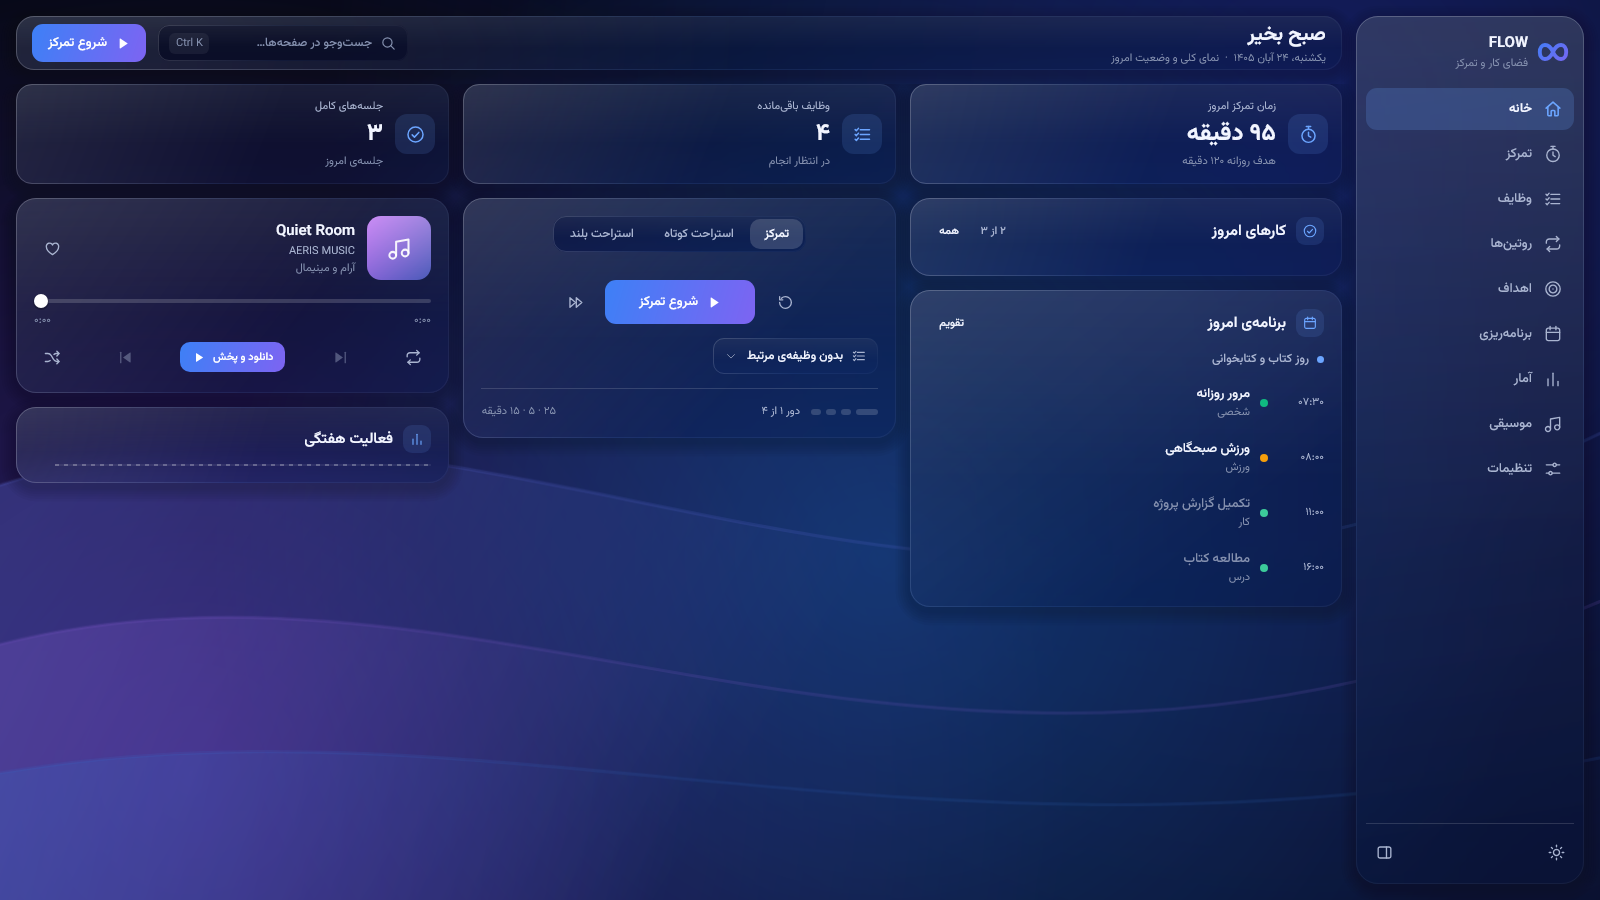 FLOW
فضای کار و تمرکز
خانه
تمرکز
وظایف
روتین‌ها
اهداف
برنامه‌ریزی
آمار
موسیقی
تنظیمات
صبح بخیر
یکشنبه، ۲۴ آبان ۱۴۰۵ · نمای کلی و وضعیت امروز
جست‌وجو در صفحه‌ها...
Ctrl K
شروع تمرکز
زمان تمرکز امروز
۹۵ دقیقه
هدف روزانه ۱۲۰ دقیقه
وظایف باقی‌مانده
۴
در انتظار انجام
جلسه‌های کامل
۳
جلسه‌ی امروز
کارهای امروز
۲ از ۳
همه
برنامه‌ی امروز
تقویم
روز کتاب و کتابخوانی
۰۷:۳۰
مرور روزانه
شخصی
۰۸:۰۰
ورزش صبحگاهی
ورزش
۱۱:۰۰
تکمیل گزارش پروژه
کار
۱۶:۰۰
مطالعه کتاب
درس
تمرکز
استراحت کوتاه
استراحت بلند
شروع تمرکز
بدون وظیفه‌ی مرتبط
دور ۱ از ۴
۲۵ · ۵ · ۱۵ دقیقه
Quiet Room
AERIS MUSIC
آرام و مینیمال
۰:۰۰
۰:۰۰
دانلود و پخش
فعالیت هفتگی